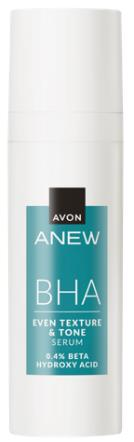 AVON
ANEW
BHA
EVEN TEXTURE
& TONE
SERUM
0.4% BETA
HYDROXY ACID